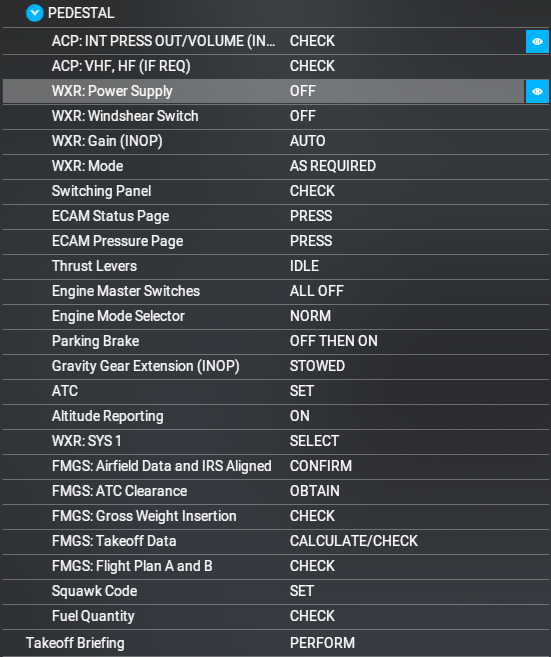 PEDESTAL
ACP: INT PRESS OUT/VOLUME (IN... CHECK
ACP: VHF, HF (IF REQ) CHECK
WXR: Power Supply OFF
WXR: Windshear Switch OFF
WXR: Gain (INOP) AUTO
WXR: Mode AS REQUIRED
Switching Panel CHECK
ECAM Status Page PRESS
ECAM Pressure Page PRESS
Thrust Levers IDLE
Engine Master Switches ALL OFF
Engine Mode Selector NORM
Parking Brake OFF THEN ON
Gravity Gear Extension (INOP) STOWED
ATC SET
Altitude Reporting ON
WXR: SYS 1 SELECT
FMGS: Airfield Data and IRS Aligned CONFIRM
FMGS: ATC Clearance OBTAIN
FMGS: Gross Weight Insertion CHECK
FMGS: Takeoff Data CALCULATE/CHECK
FMGS: Flight Plan A and B CHECK
Squawk Code SET
Fuel Quantity CHECK
Takeoff Briefing PERFORM